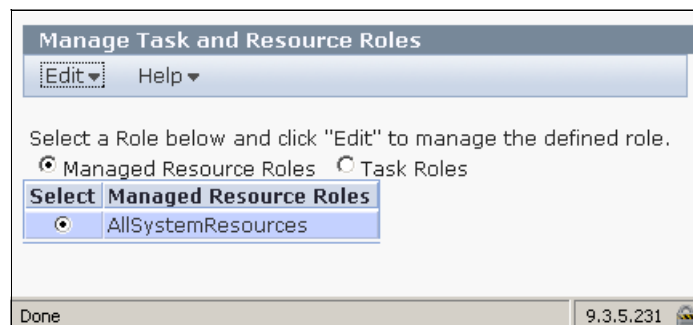 Manage Task and Resource Roles
Edit Help
Select a Role below and click "Edit" to manage the defined role.
Managed Resource Roles Task Roles
Select Managed Resource Roles
AllSystemResources
Done 9.3.5.231